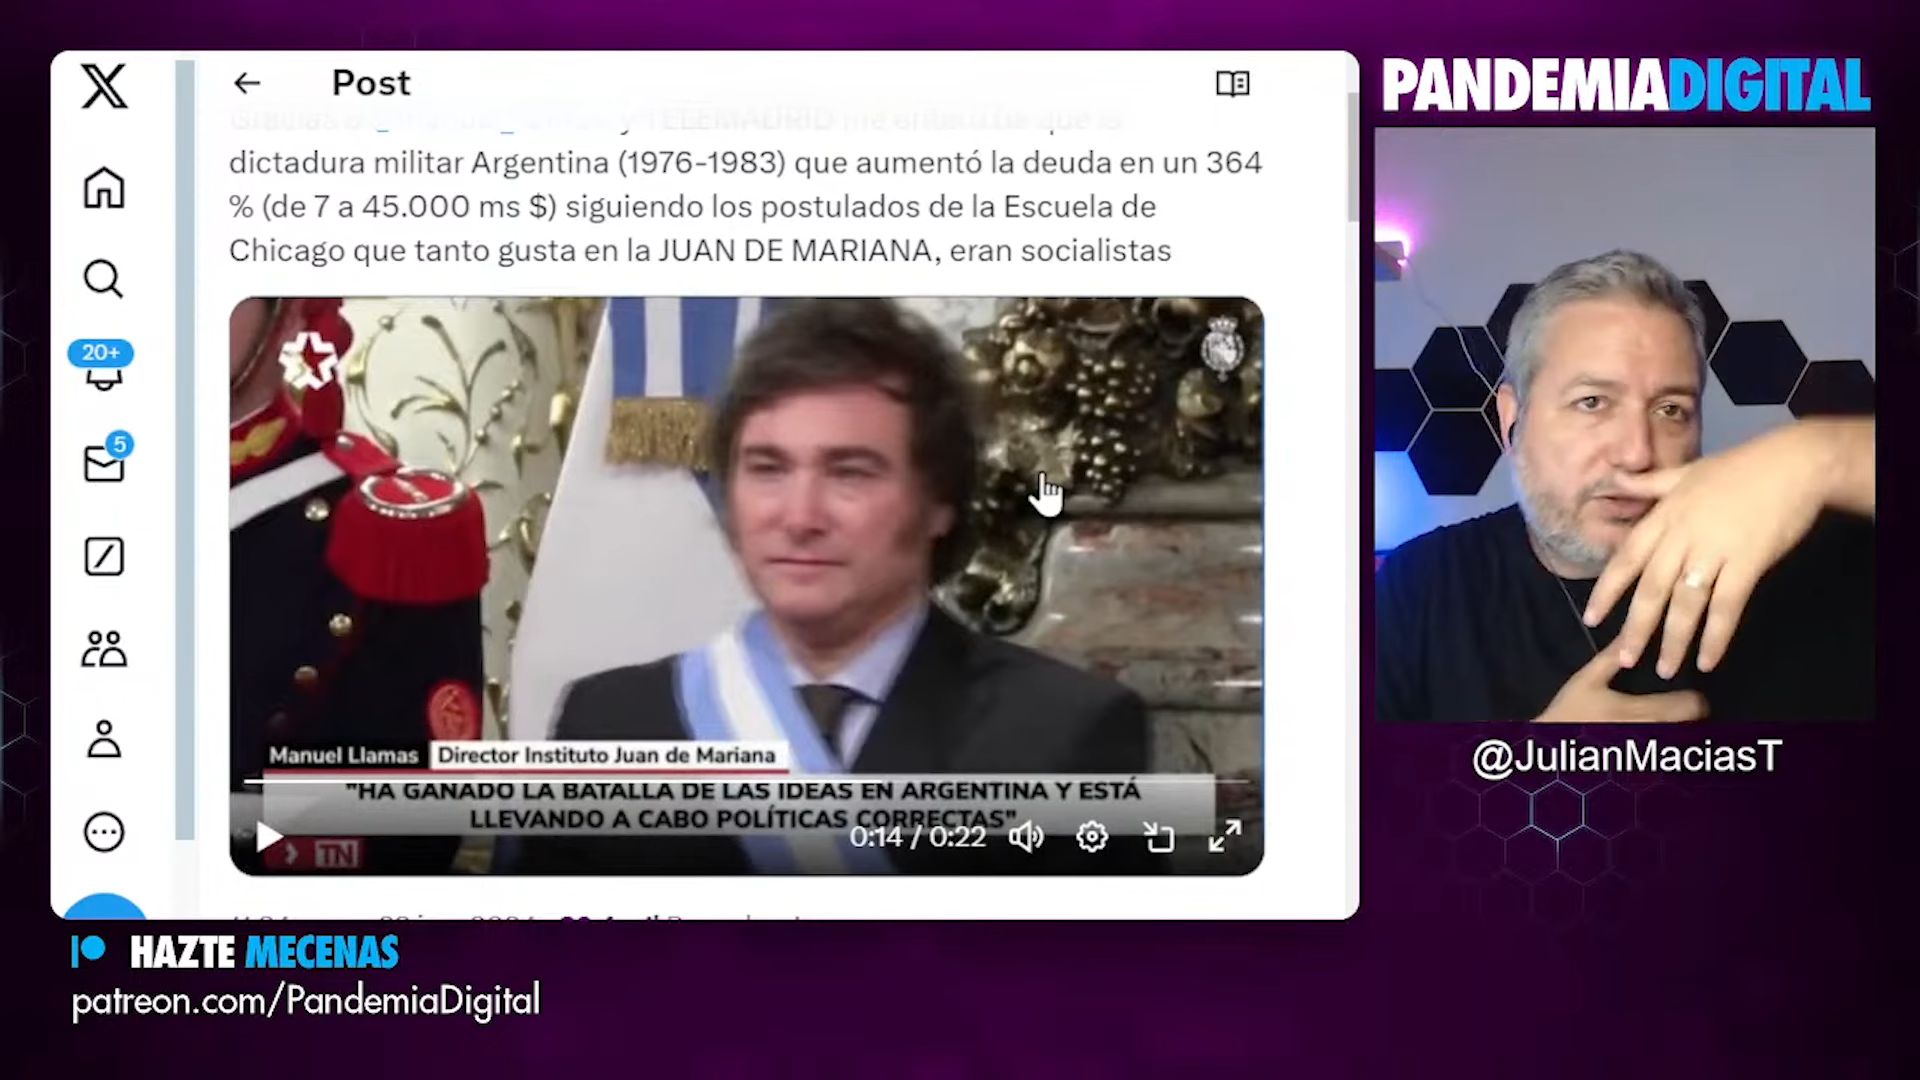 Post
PANDEMIADIGITAL
TELEMADRID
dictadura militar Argentina (1976-1983) que aumentó la deuda en un 364
% (de 7 a 45.000 ms $) siguiendo los postulados de la Escuela de
Chicago que tanto gusta en la JUAN DE MARIANA, eran socialistas
20+
5
Manuel Llamas Director Instituto Juan de Mariana
"HA GANADO LA BATALLA DE LAS IDEAS EN ARGENTINA Y ESTÁ
LLEVANDO A CABO POLÍTICAS CORRECTAS"
0:14 / 0:22
TN
@JulianMaciasT
HAZTE MECENAS
patreon.com/PandemiaDigital